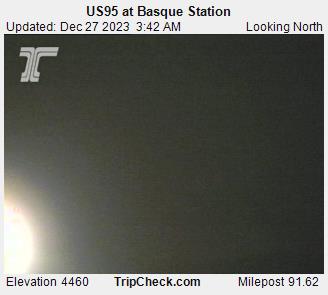 US95 at Basque Station
Updated: Dec 27 2023 3:42 AM Looking North
Elevation 4460 TripCheck.com Milepost 91.62